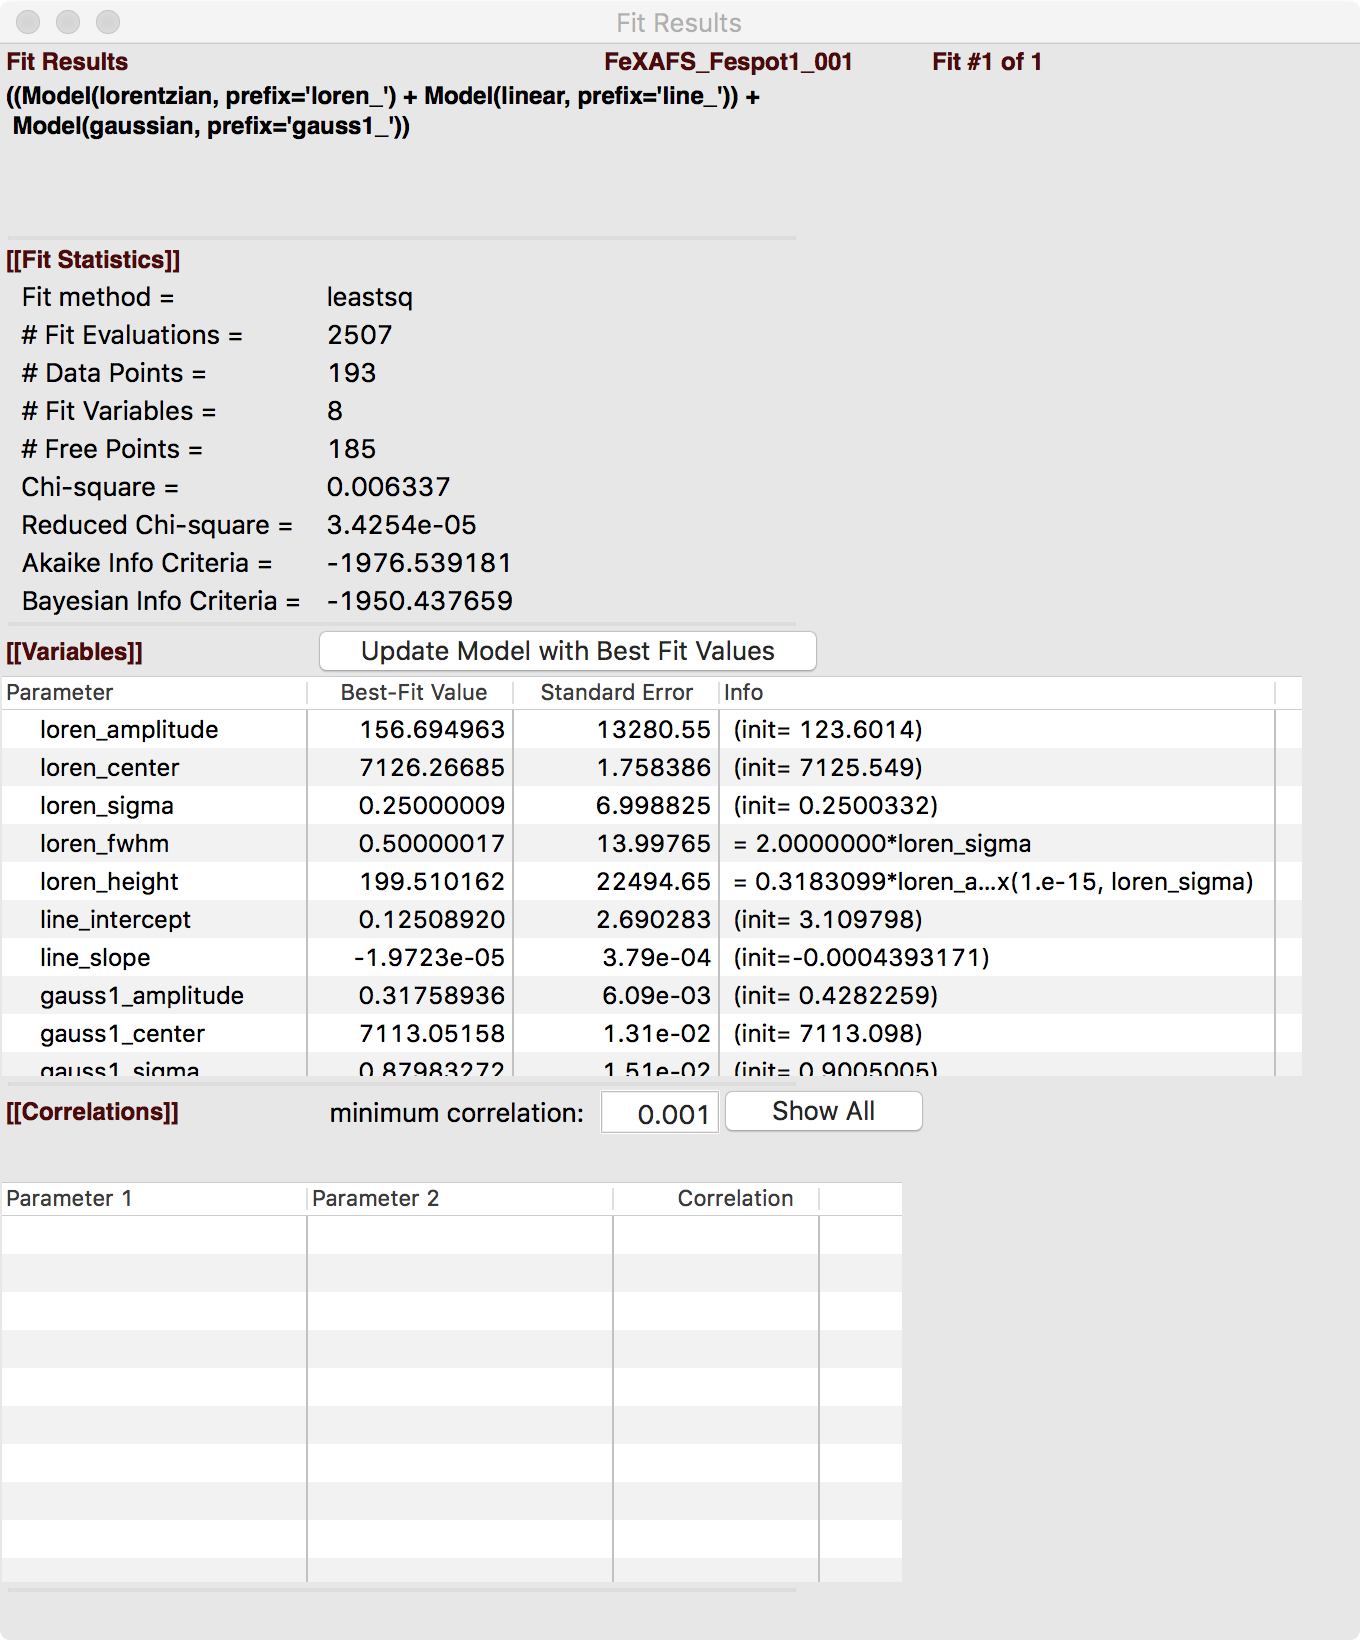 Fit Results
Fit Results FeXAFS_Fespot1_001 Fit #1 of 1
((Model(lorentzian, prefix='loren_') + Model(linear, prefix='line_')) +
Model(gaussian, prefix='gauss1_'))
[[Fit Statistics]]
Fit method = leastsq
# Fit Evaluations = 2507
# Data Points = 193
# Fit Variables = 8
# Free Points = 185
Chi-square = 0.006337
Reduced Chi-square = 3.4254e-05
Akaike Info Criteria = -1976.539181
Bayesian Info Criteria = -1950.437659
[[Variables]] Update Model with Best Fit Values
Parameter Best-Fit Value Standard Error Info
loren_amplitude 156.694963 13280.55 (init= 123.6014)
loren_center 7126.26685 1.758386 (init= 7125.549)
loren_sigma 0.25000009 6.998825 (init= 0.2500332)
loren_fwhm 0.50000017 13.99765 = 2.0000000*loren_sigma
loren_height 199.510162 22494.65 = 0.3183099*loren_a...x(1.e-15, loren_sigma)
line_intercept 0.12508920 2.690283 (init= 3.109798)
line_slope -1.9723e-05 3.79e-04 (init=-0.0004393171)
gauss1_amplitude 0.31758936 6.09e-03 (init= 0.4282259)
gauss1_center 7113.05158 1.31e-02 (init= 7113.098)
gauss1_sigma 0.87983272 1.51e-02 (init= 0.9005005)
[[Correlations]] minimum correlation: 0.001 Show All
Parameter 1 Parameter 2 Correlation